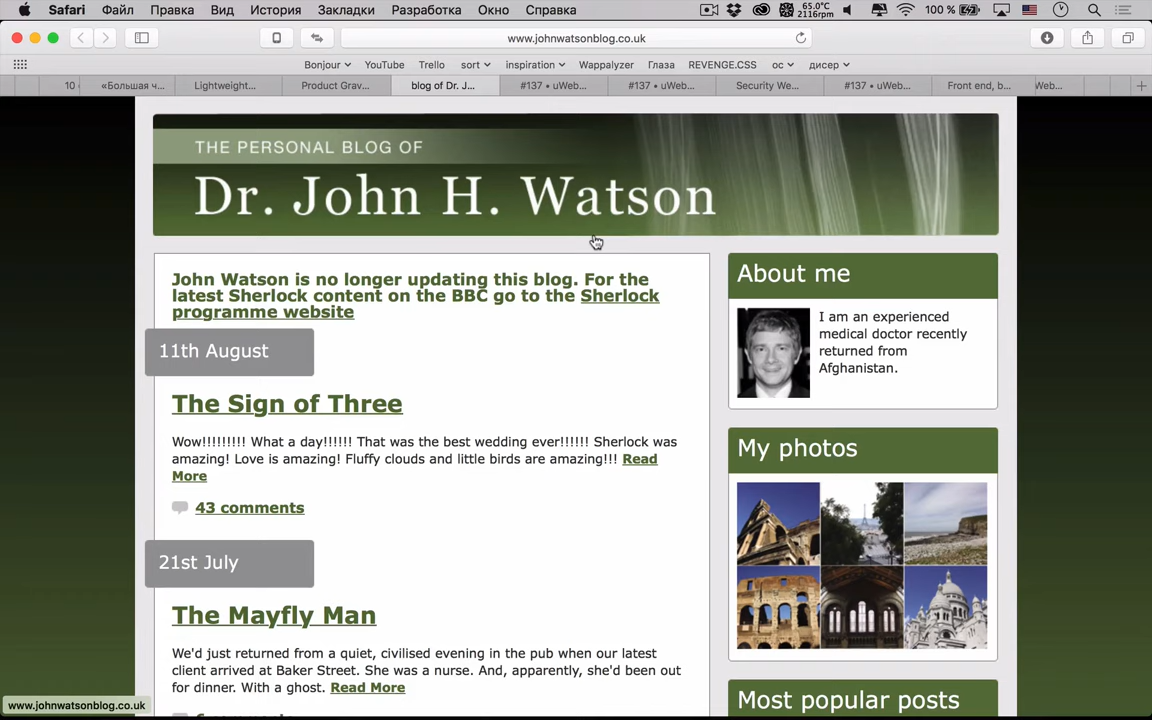 Safari Файл Правка Вид История Закладки Разработка Окно Справка 65.0°C 2116rpm 100 %
www.johnwatsonblog.co.uk
Bonjour YouTube Trello sort inspiration Wappalyzer Глаза REVENGE.CSS ос дисер
10 «Большая ч... Lightweight... Product Grav... blog of Dr. J... #137 • uWeb... #137 • uWeb... Security We... #137 • uWeb... Front end, b... Web...
THE PERSONAL BLOG OF
Dr. John H. Watson
John Watson is no longer updating this blog. For the
latest Sherlock content on the BBC go to the Sherlock
programme website
11th August
The Sign of Three
Wow!!!!!!!!! What a day!!!!!! That was the best wedding ever!!!!!! Sherlock was
amazing! Love is amazing! Fluffy clouds and little birds are amazing!!! Read
More
43 comments
21st July
The Mayfly Man
We'd just returned from a quiet, civilised evening in the pub when our latest
client arrived at Baker Street. She was a nurse. And, apparently, she'd been out
for dinner. With a ghost. Read More
About me
I am an experienced
medical doctor recently
returned from
Afghanistan.
My photos
Most popular posts
www.johnwatsonblog.co.uk